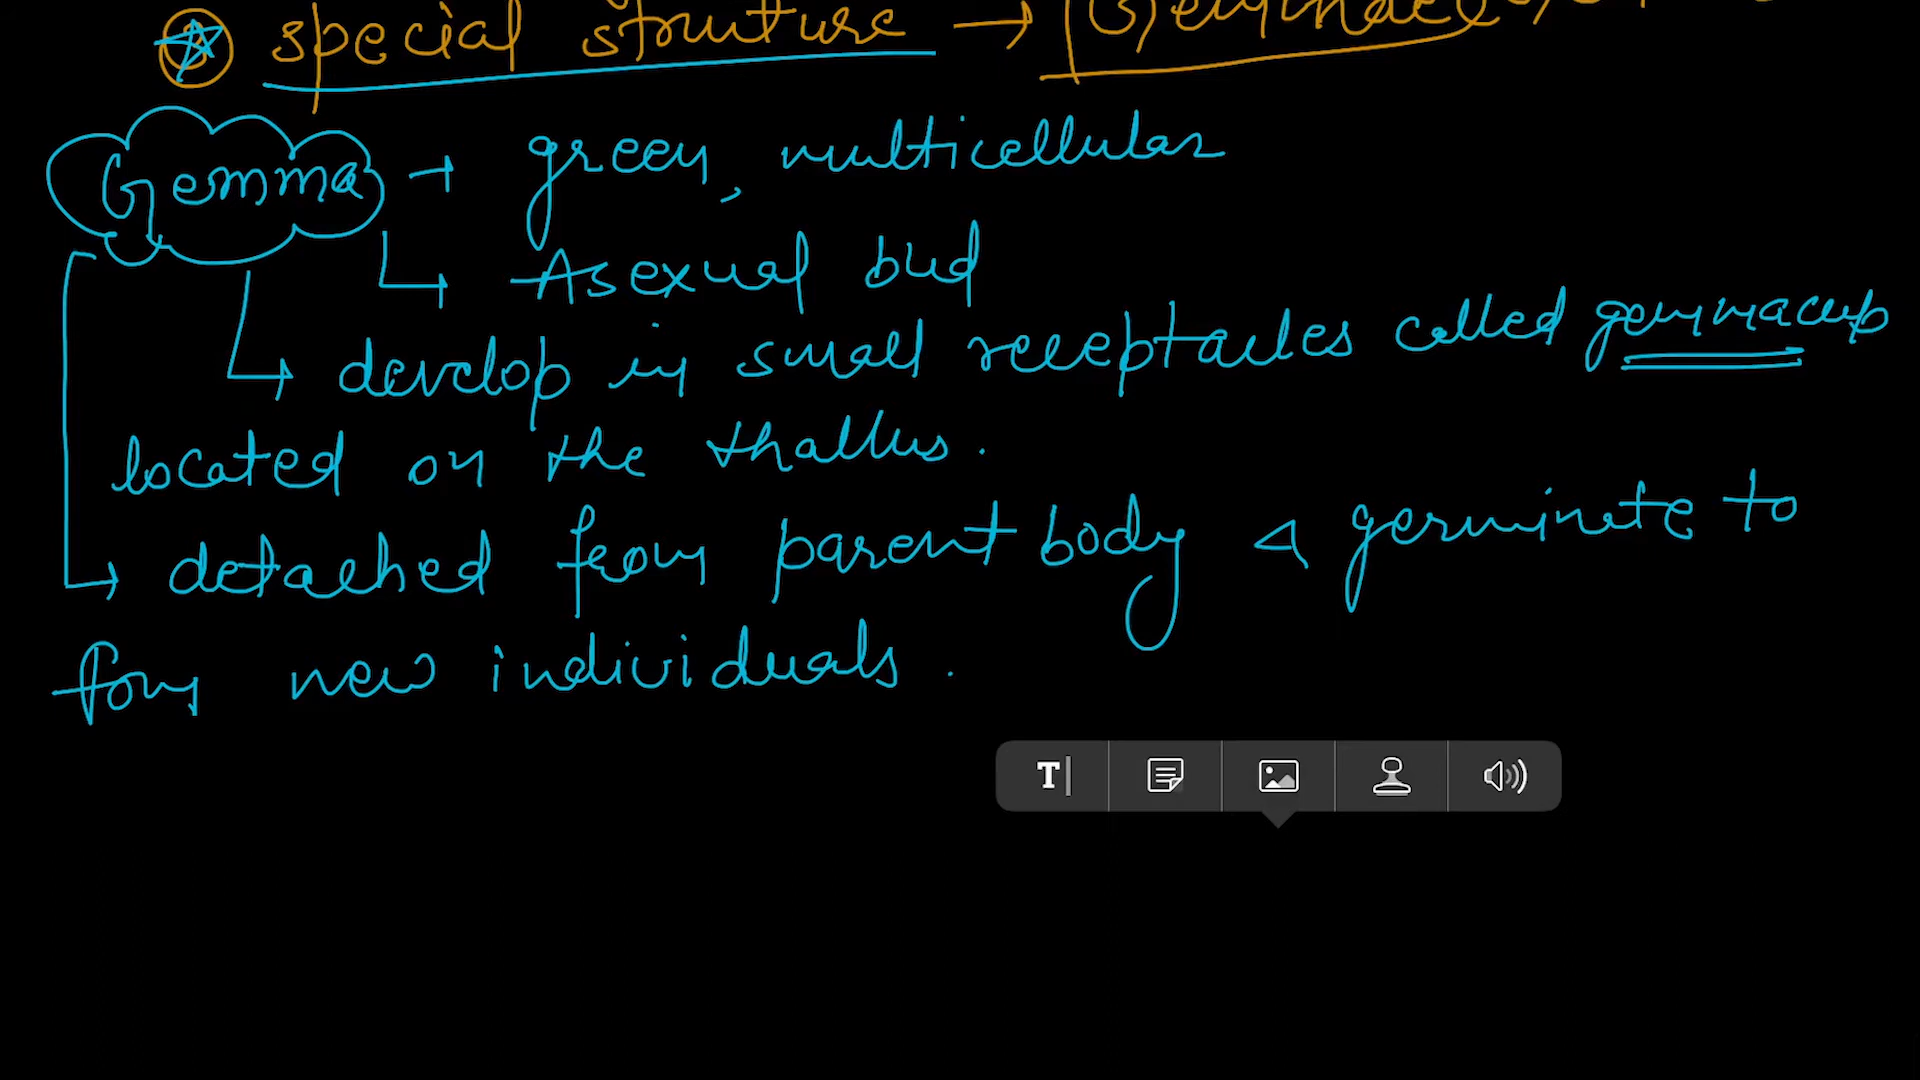 special structure →
Gemma → green, multicellular
↳ Asexual bud
↳ develop in small receptacles called gemmacup
located on the thallus.
↳ detached from parent body & germinate to
form new individuals.
T